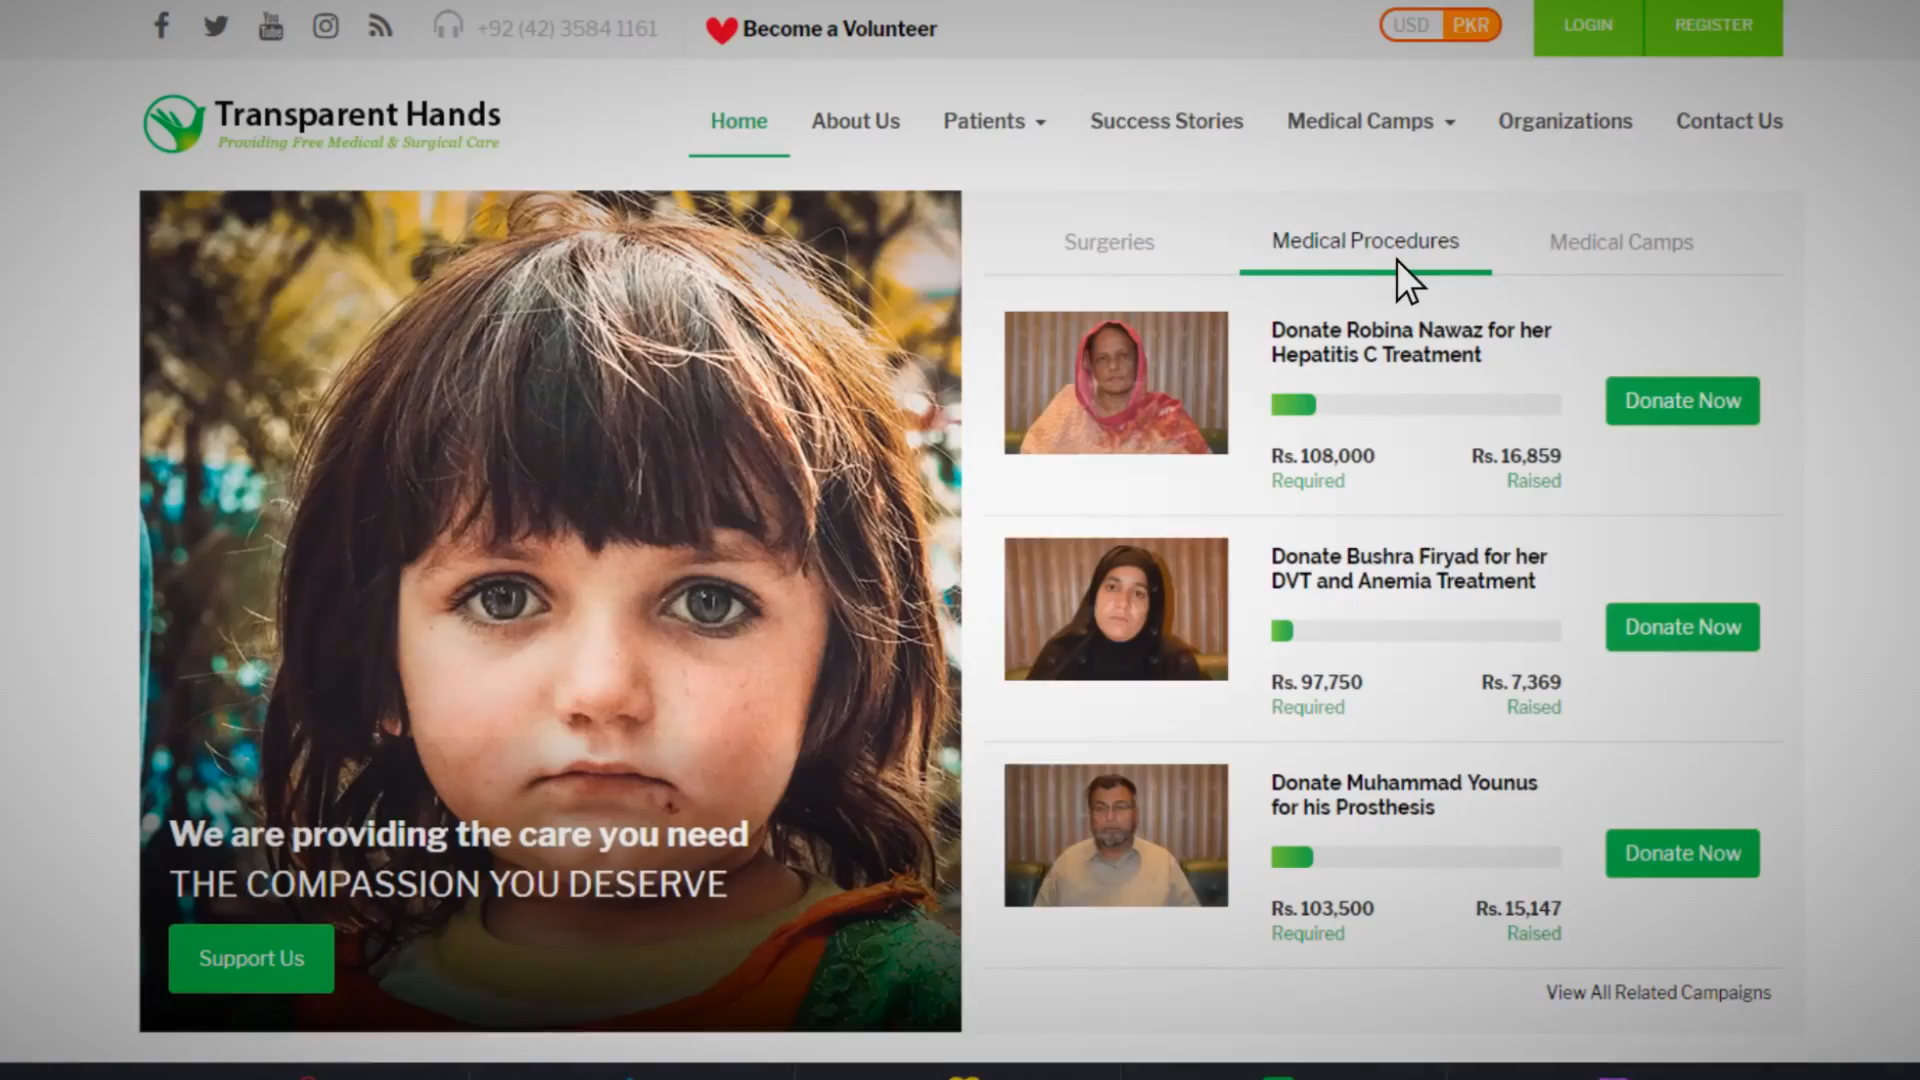 +92 (42) 3584 1161
Become a Volunteer
USD PKR
LOGIN
REGISTER
Transparent Hands
Providing Free Medical & Surgical Care
Home
About Us
Patients
Success Stories
Medical Camps
Organizations
Contact Us
We are providing the care you need
THE COMPASSION YOU DESERVE
Support Us
Surgeries
Medical Procedures
Medical Camps
Donate Robina Nawaz for her
Hepatitis C Treatment
Donate Now
Rs. 108,000 Rs. 16,859
Required Raised
Donate Bushra Firyad for her
DVT and Anemia Treatment
Donate Now
Rs. 97,750 Rs. 7,369
Required Raised
Donate Muhammad Younus
for his Prosthesis
Donate Now
Rs. 103,500 Rs. 15,147
Required Raised
View All Related Campaigns